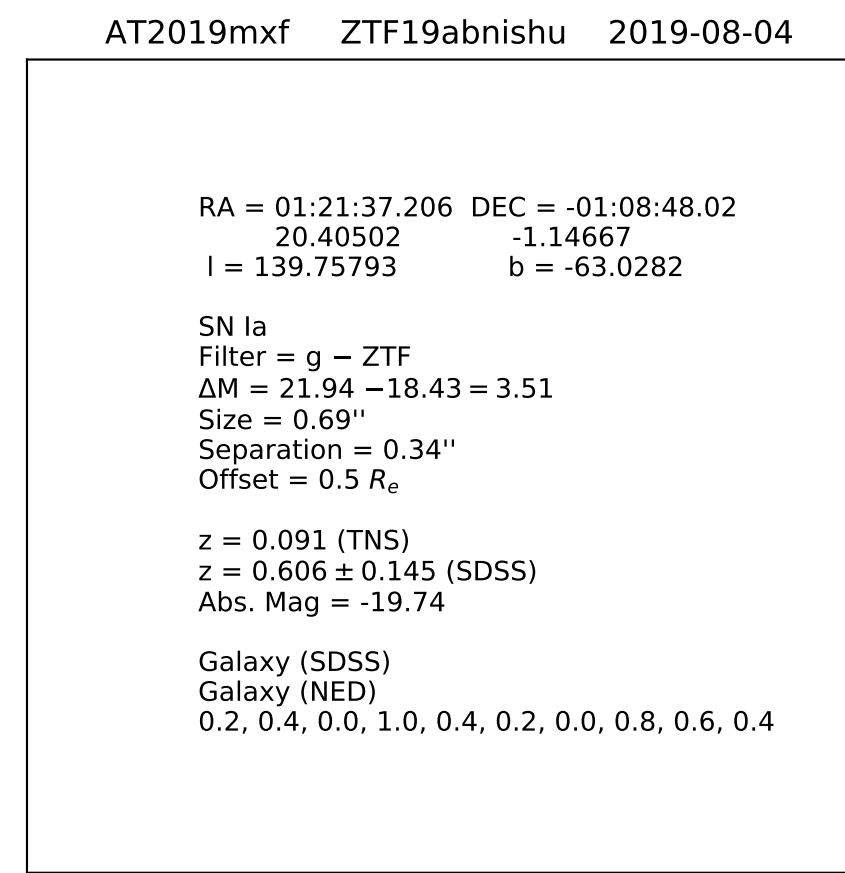 AT2019mxf ZTF19abnishu 2019-08-04
RA = 01:21:37.206 DEC = -01:08:48.02
20.40502 -1.14667
l = 139.75793 b = -63.0282
SN Ia
Filter = g − ZTF
ΔM = 21.94 −18.43 = 3.51
Size = 0.69''
Separation = 0.34''
Offset = 0.5 Rₑ
z = 0.091 (TNS)
z = 0.606 ± 0.145 (SDSS)
Abs. Mag = -19.74
Galaxy (SDSS)
Galaxy (NED)
0.2, 0.4, 0.0, 1.0, 0.4, 0.2, 0.0, 0.8, 0.6, 0.4